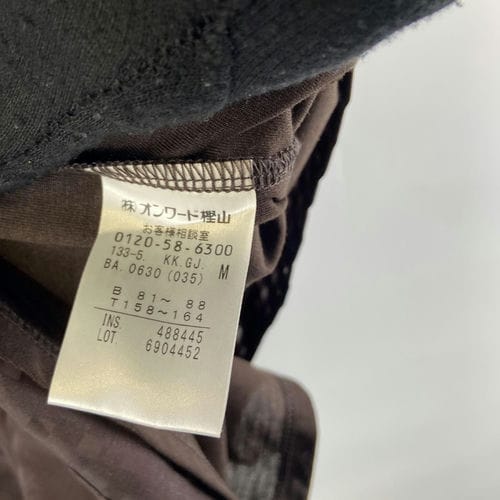 ㈱オンワード樫山
お客様相談室
0120-58-6300
133-5. KK.GJ. M
BA. 0630 (035)
B 81～ 88
T 158～164
INS. 488445
LOT. 6904452